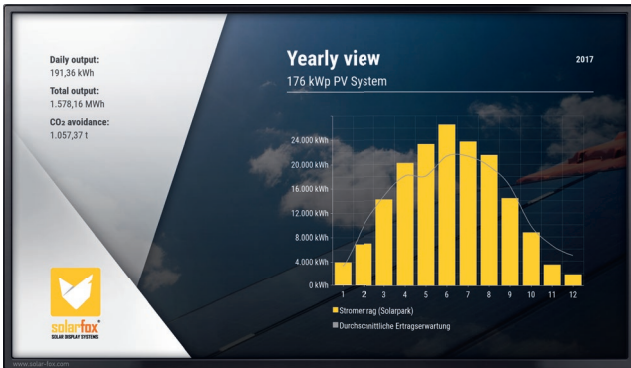 Daily output:
191,36 kWh
Total output:
1.578,16 MWh
CO₂ avoidance:
1.057,37 t
solarfox®
SOLAR DISPLAY SYSTEMS
www.solar-fox.com
Yearly view
2017
176 kWp PV System
24.000 kWh
20.000 kWh
16.000 kWh
12.000 kWh
8.000 kWh
4.000 kWh
0 kWh
1 2 3 4 5 6 7 8 9 10 11 12
Stromer rag (Solarpark)
Durchscnittliche Ertragserwartung